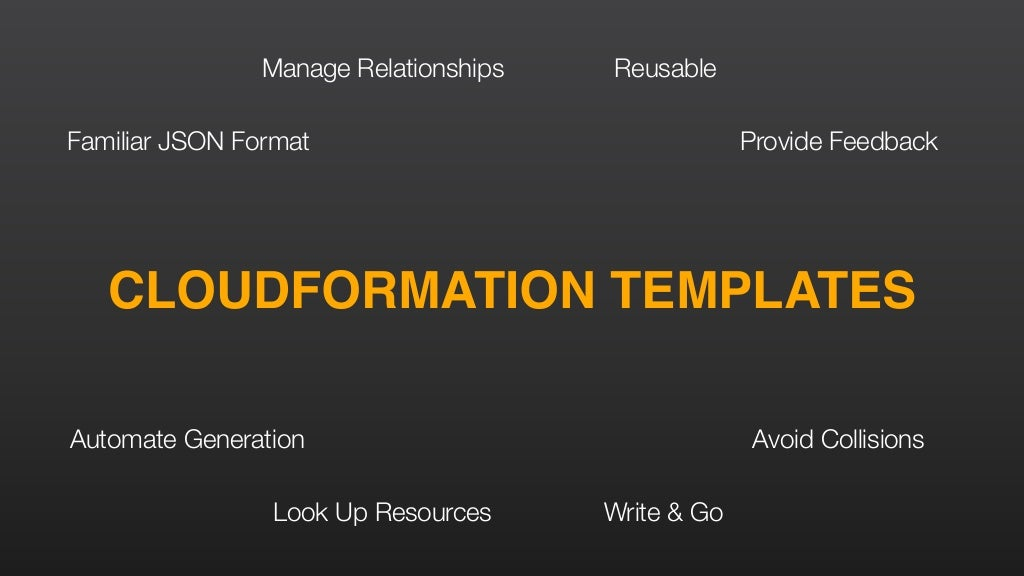 Manage Relationships
Reusable
Familiar JSON Format
Provide Feedback
CLOUDFORMATION TEMPLATES
Automate Generation
Avoid Collisions
Look Up Resources
Write & Go